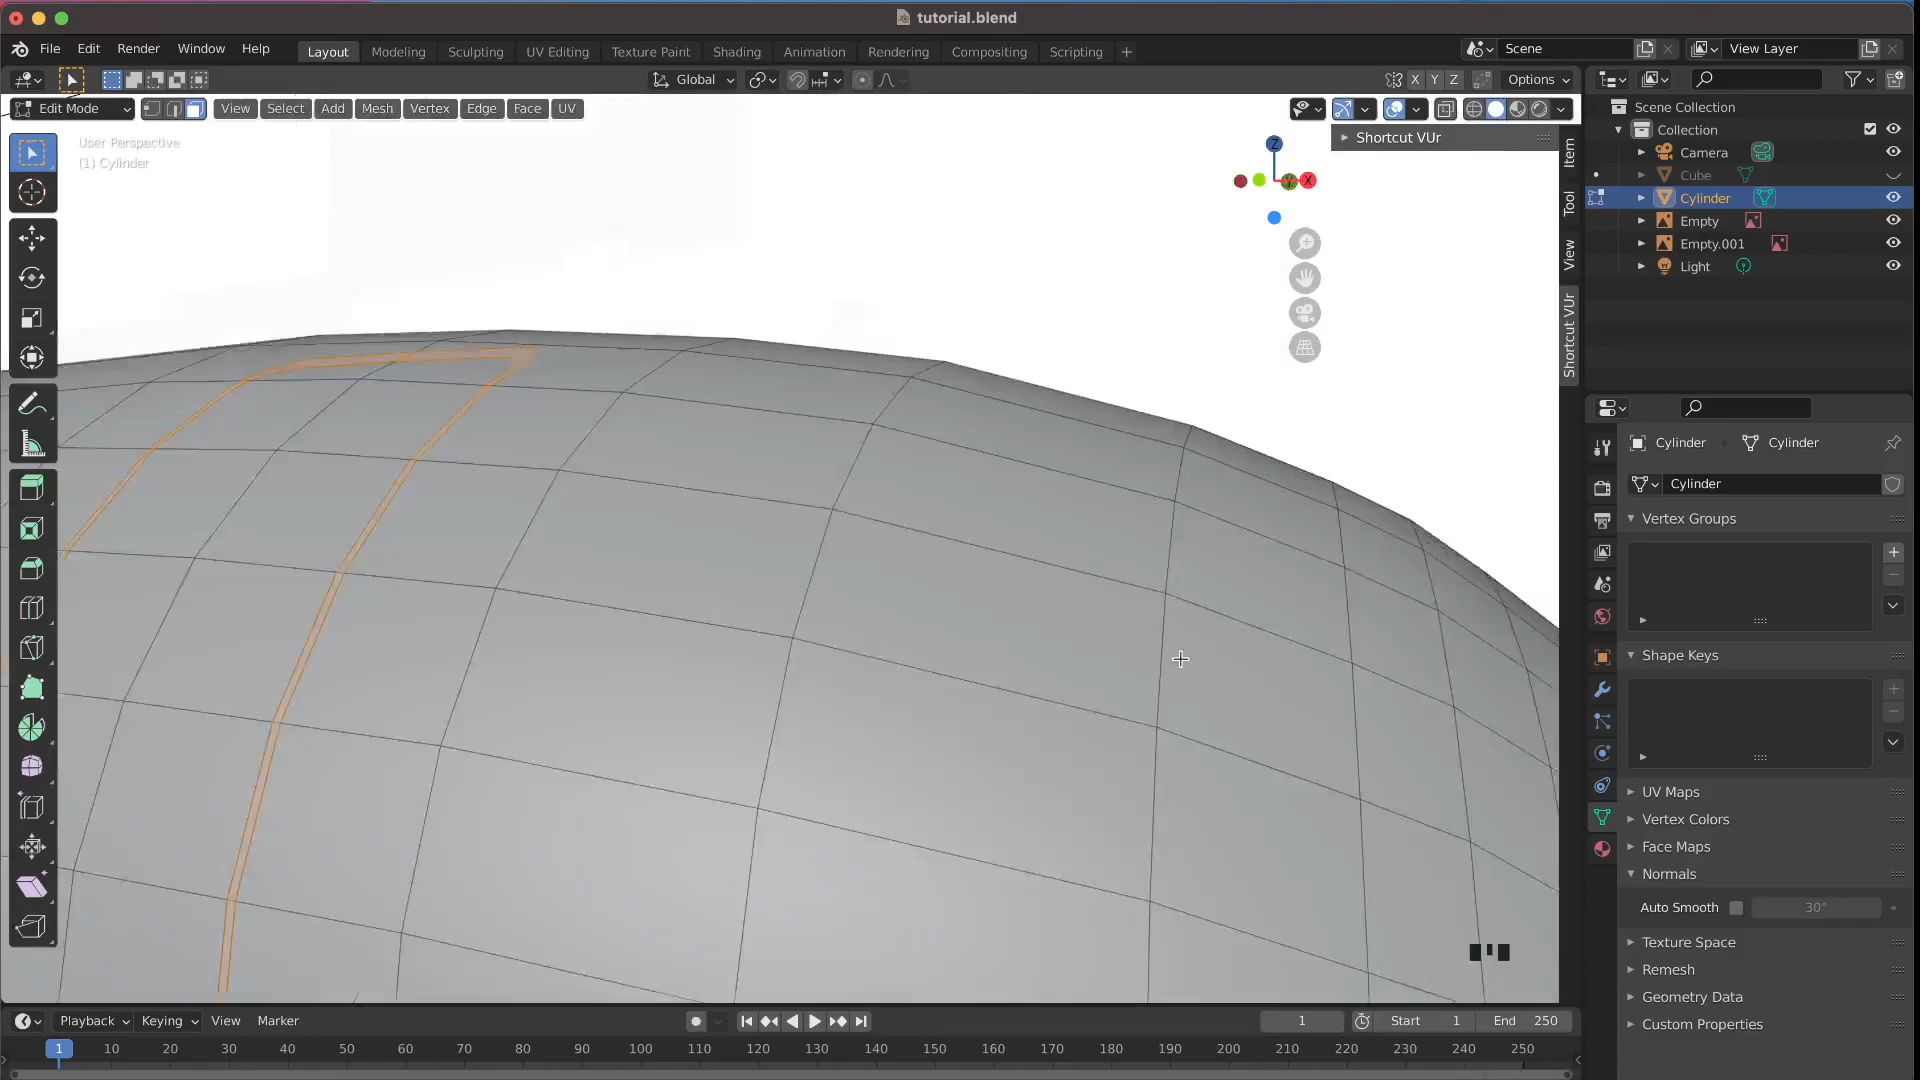 tutorial.blend
File Edit Render Window Help Layout Modeling Sculpting UV Editing Texture Paint Shading Animation Rendering Compositing Scripting + Scene View Layer
Global X Y Z Options
Edit Mode View Select Add Mesh Vertex Edge Face UV
User Perspective
(1) Cylinder
Shortcut VUr
Z
Y
X
Item
Tool
View
Shortcut VUr
Scene Collection
Collection
Camera
Cube
Cylinder
Empty
Empty.001
Light
Cylinder Cylinder
Cylinder
Vertex Groups
Shape Keys
UV Maps
Vertex Colors
Face Maps
Normals
Auto Smooth 30°
Texture Space
Remesh
Geometry Data
Custom Properties
Playback Keying View Marker 1 Start 1 End 250
1 10 20 30 40 50 60 70 80 90 100 110 120 130 140 150 160 170 180 190 200 210 220 230 240 250